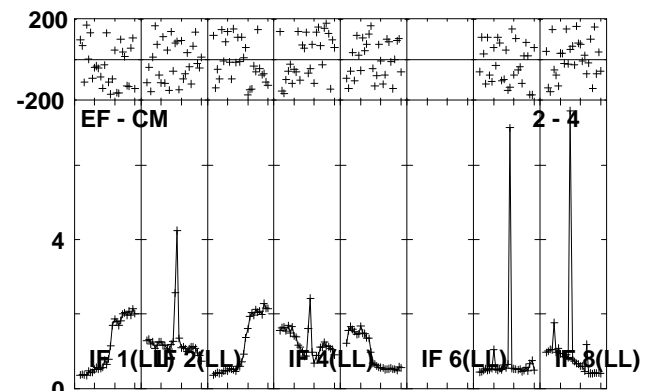 200
-200
EF - CM 2 - 4
4
IF 1(LL) IF 2(LL) IF 4(LL) IF 6(LL) IF 8(LL)
0